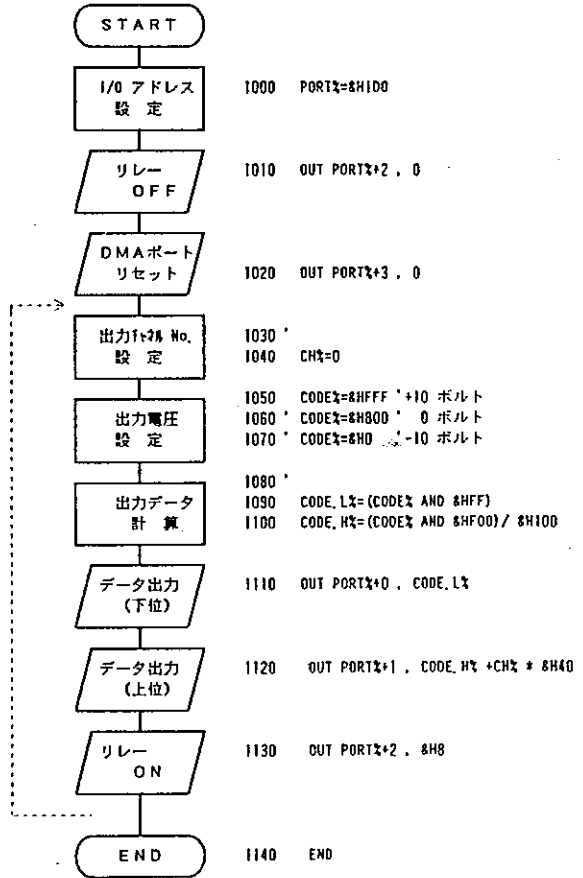 START
I/O アドレス
設 定
1000 PORT%=&H1D0
リレー
OFF
1010 OUT PORT%+2 , 0
DMAポート
リセット
1020 OUT PORT%+3 , 0
出力ﾁｬﾈﾙ No.
設 定
1030 '
1040 CH%=0
出力電圧
設 定
1050 CODE%=&HFFF '+10 ボルト
1060 ' CODE%=&H800 ' 0 ボルト
1070 ' CODE%=&H0 '-10 ボルト
出力データ
計 算
1080 '
1090 CODE.L%=(CODE% AND &HFF)
1100 CODE.H%=(CODE% AND &HF00)/ &H100
データ出力
(下位)
1110 OUT PORT%+0 , CODE.L%
データ出力
(上位)
1120 OUT PORT%+1 , CODE.H% +CH% * &H40
リレー
ON
1130 OUT PORT%+2 , &H8
END
1140 END